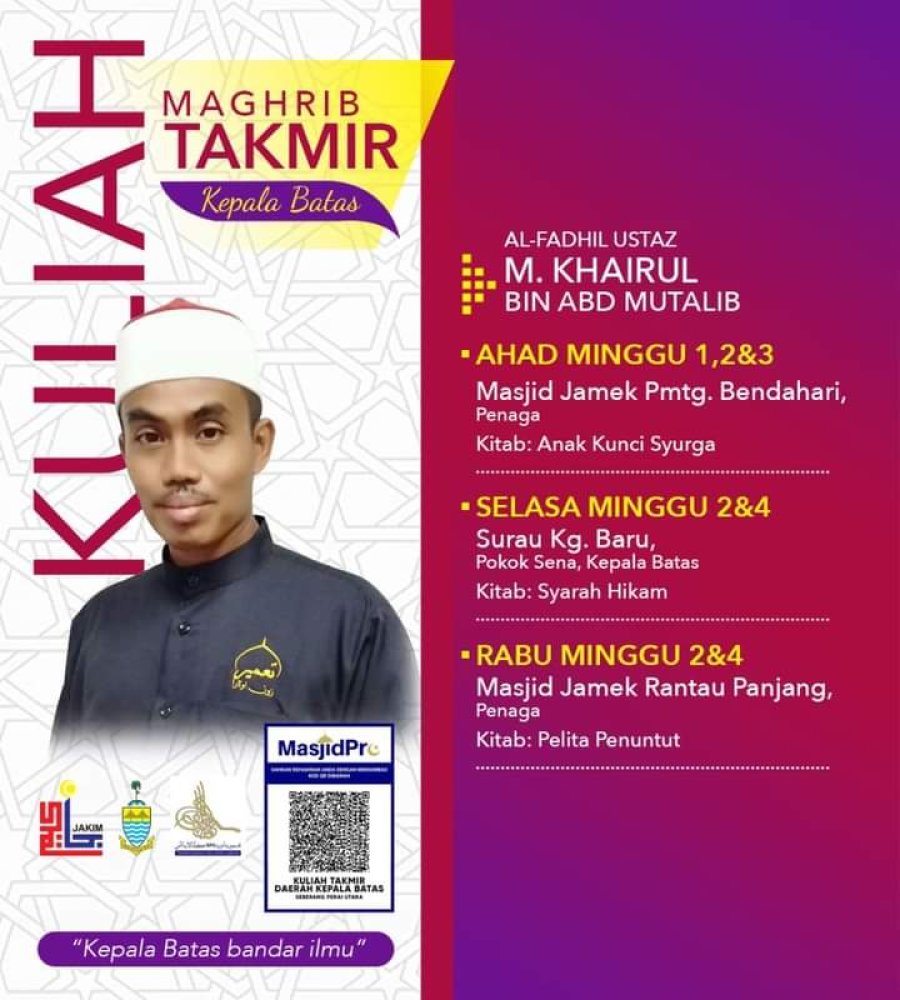 KULIAH
MAGHRIB
TAKMIR
Kepala Batas
AL-FADHIL USTAZ
M. KHAIRUL
BIN ABD MUTALIB
AHAD MINGGU 1,2&3
Masjid Jamek Pmtg. Bendahari,
Penaga
Kitab: Anak Kunci Syurga
SELASA MINGGU 2&4
Surau Kg. Baru,
Pokok Sena, Kepala Batas
Kitab: Syarah Hikam
RABU MINGGU 2&4
Masjid Jamek Rantau Panjang,
Penaga
Kitab: Pelita Penuntut
تعمير
MasjidPro
KULIAH TAKMIR
DAERAH KEPALA BATAS
SEBERANG PERAI UTARA
JAKIM
“Kepala Batas bandar ilmu”